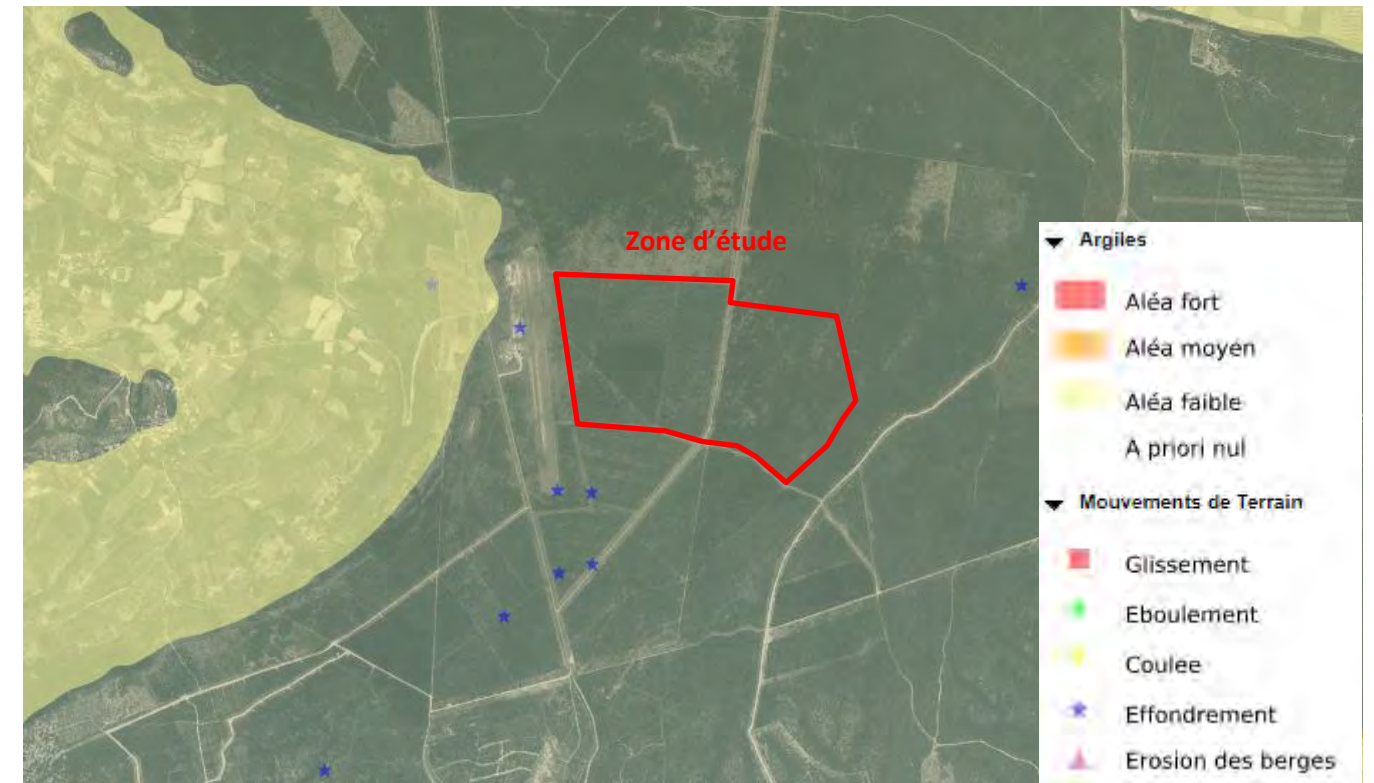 Zone d'étude
Argiles
Aléa fort
Aléa moyen
Aléa faible
A priori nul
Mouvements de Terrain
Glissement
Eboulement
Coulee
Effondrement
Erosion des berges